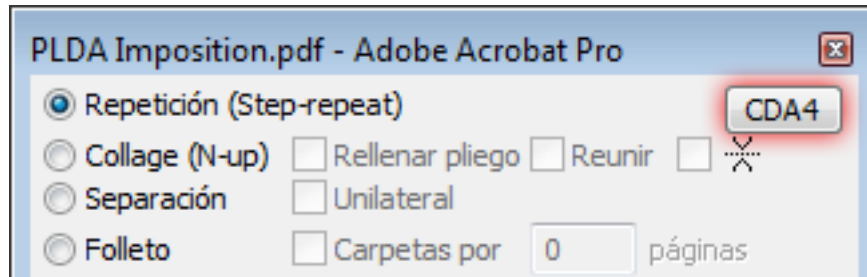 PLDA Imposition.pdf - Adobe Acrobat Pro
Repetición (Step-repeat) CDA4
Collage (N-up) Rellenar pliego Reunir
Separación Unilateral
Folleto Carpetas por 0 páginas